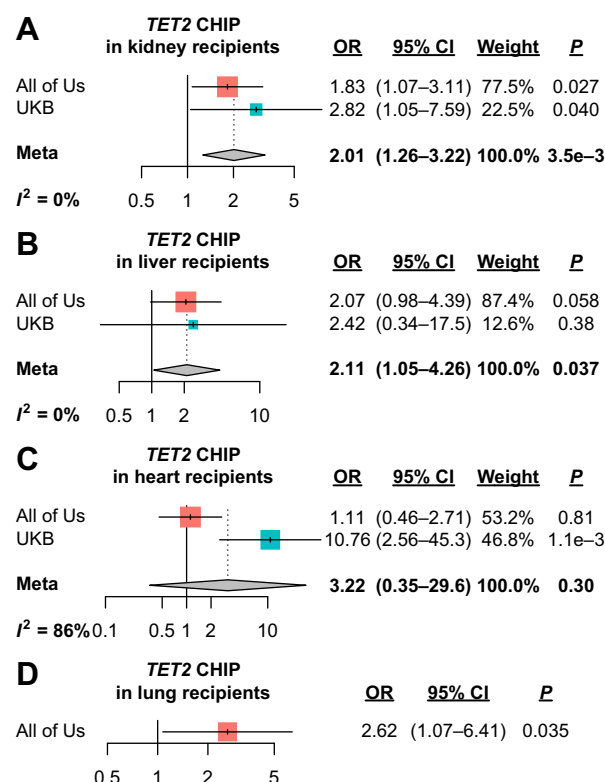 A
TET2 CHIP
in kidney recipients
OR 95% CI Weight P
All of Us 1.83 (1.07–3.11) 77.5% 0.027
UKB 2.82 (1.05–7.59) 22.5% 0.040
Meta 2.01 (1.26–3.22) 100.0% 3.5e–3
I² = 0% 0.5 1 2 5
B
TET2 CHIP
in liver recipients
OR 95% CI Weight P
All of Us 2.07 (0.98–4.39) 87.4% 0.058
UKB 2.42 (0.34–17.5) 12.6% 0.38
Meta 2.11 (1.05–4.26) 100.0% 0.037
I² = 0% 0.5 1 2 10
C
TET2 CHIP
in heart recipients
OR 95% CI Weight P
All of Us 1.11 (0.46–2.71) 53.2% 0.81
UKB 10.76 (2.56–45.3) 46.8% 1.1e–3
Meta 3.22 (0.35–29.6) 100.0% 0.30
I² = 86% 0.1 0.5 1 2 10
D
TET2 CHIP
in lung recipients
OR 95% CI P
All of Us 2.62 (1.07–6.41) 0.035
0.5 1 2 5